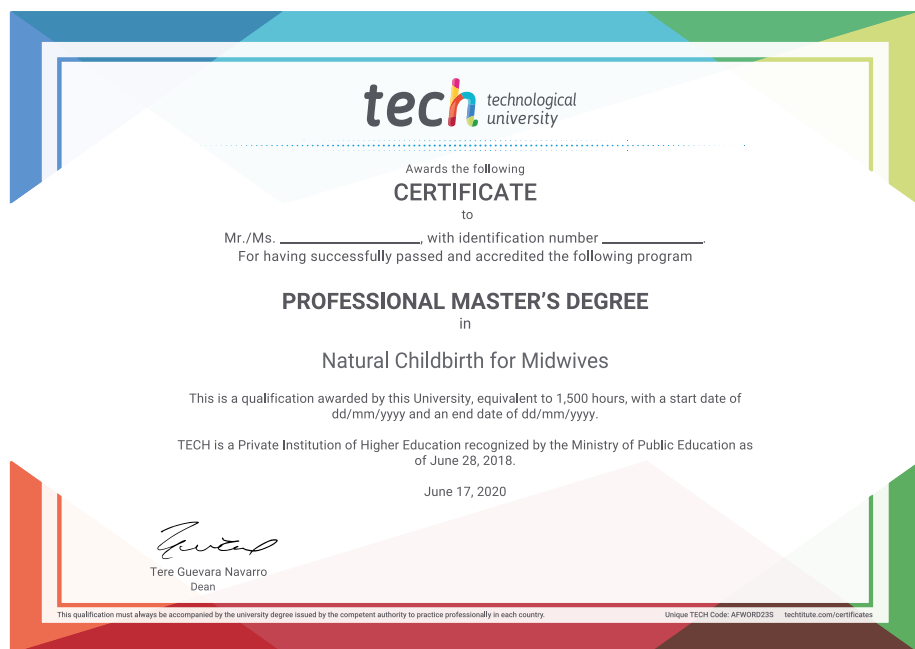 tech technological
university
Awards the following
CERTIFICATE
to
Mr./Ms. ____________________, with identification number ______________.
For having successfully passed and accredited the following program
PROFESSIONAL MASTER'S DEGREE
in
Natural Childbirth for Midwives
This is a qualification awarded by this University, equivalent to 1,500 hours, with a start date of
dd/mm/yyyy and an end date of dd/mm/yyyy.
TECH is a Private Institution of Higher Education recognized by the Ministry of Public Education as
of June 28, 2018.
June 17, 2020
Tere Guevara Navarro
Dean
This qualification must always be accompanied by the university degree issued by the competent authority to practice professionally in each country. Unique TECH Code: AFWORD23S techtitute.com/certificates